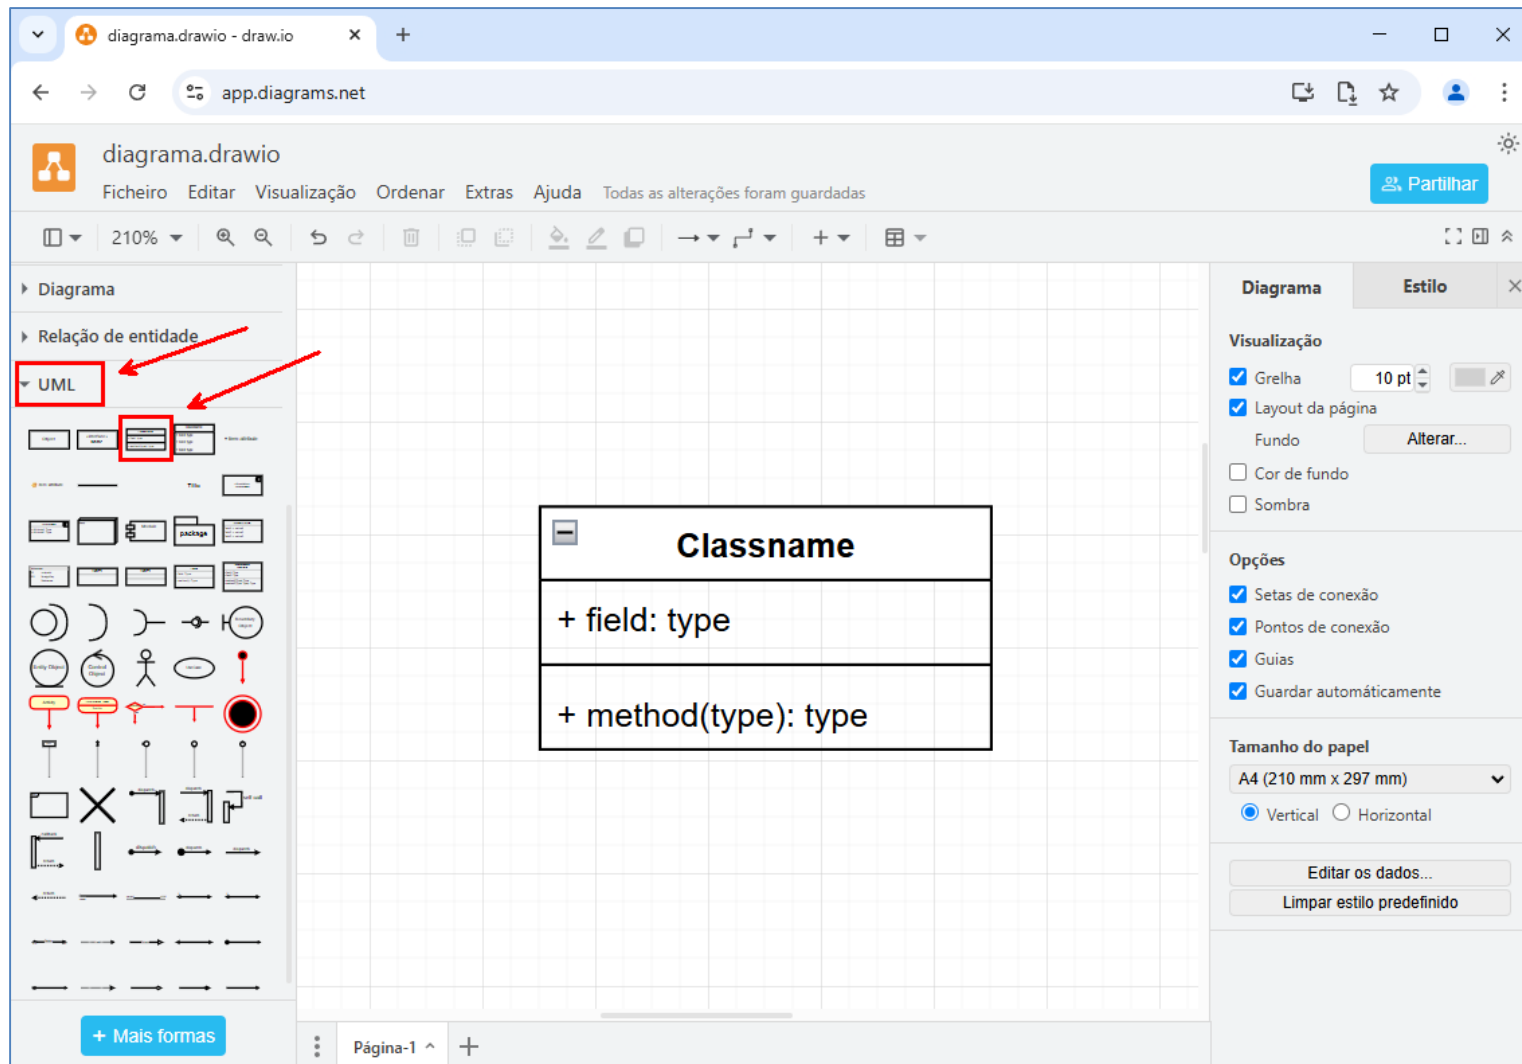 diagrama.drawio - draw.io
app.diagrams.net
diagrama.drawio
Ficheiro Editar Visualização Ordenar Extras Ajuda Todas as alterações foram guardadas
Partilhar
210%
Diagrama
Relação de entidade
UML
package
Classname
+ field: type
+ method(type): type
Diagrama Estilo
Visualização
Grelha 10 pt
Layout da página
Fundo Alterar...
Cor de fundo
Sombra
Opções
Setas de conexão
Pontos de conexão
Guias
Guardar automáticamente
Tamanho do papel
A4 (210 mm x 297 mm)
Vertical Horizontal
Editar os dados...
Limpar estilo predefinido
+ Mais formas
Página-1